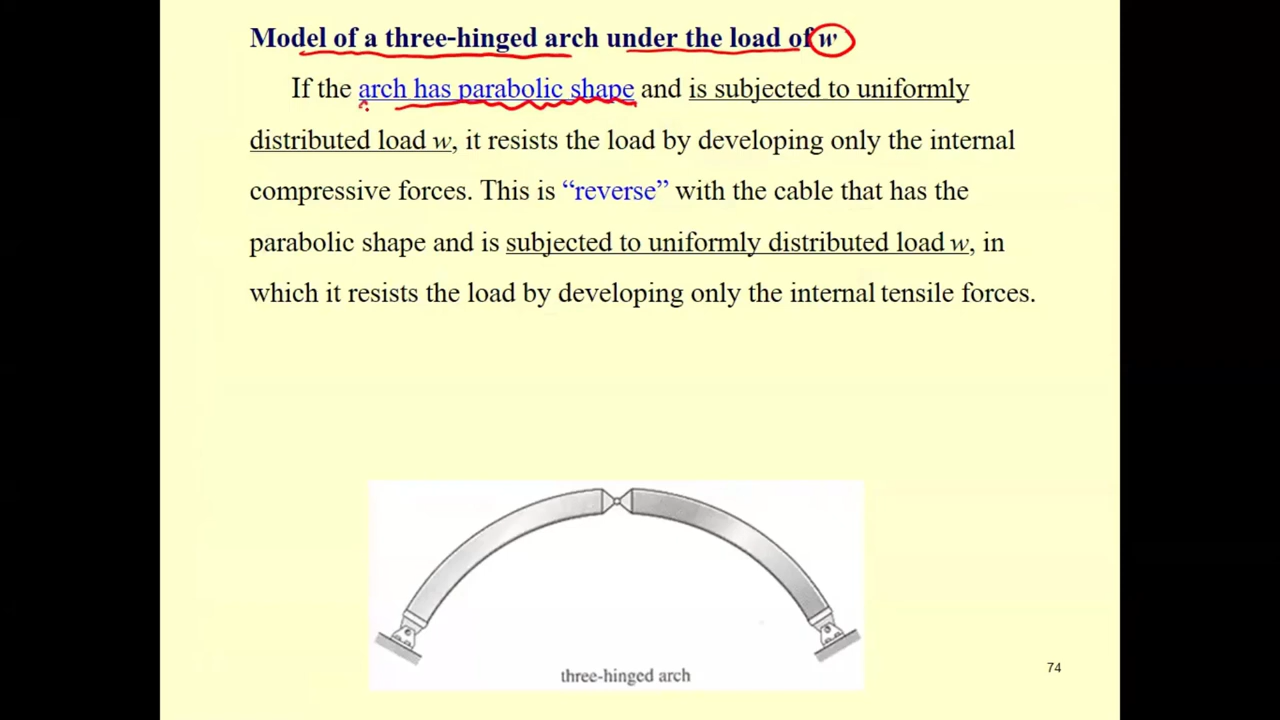 Model of a three-hinged arch under the load of w
If the arch has parabolic shape and is subjected to uniformly
distributed load w, it resists the load by developing only the internal
compressive forces. This is “reverse” with the cable that has the
parabolic shape and is subjected to uniformly distributed load w, in
which it resists the load by developing only the internal tensile forces.
three-hinged arch
74